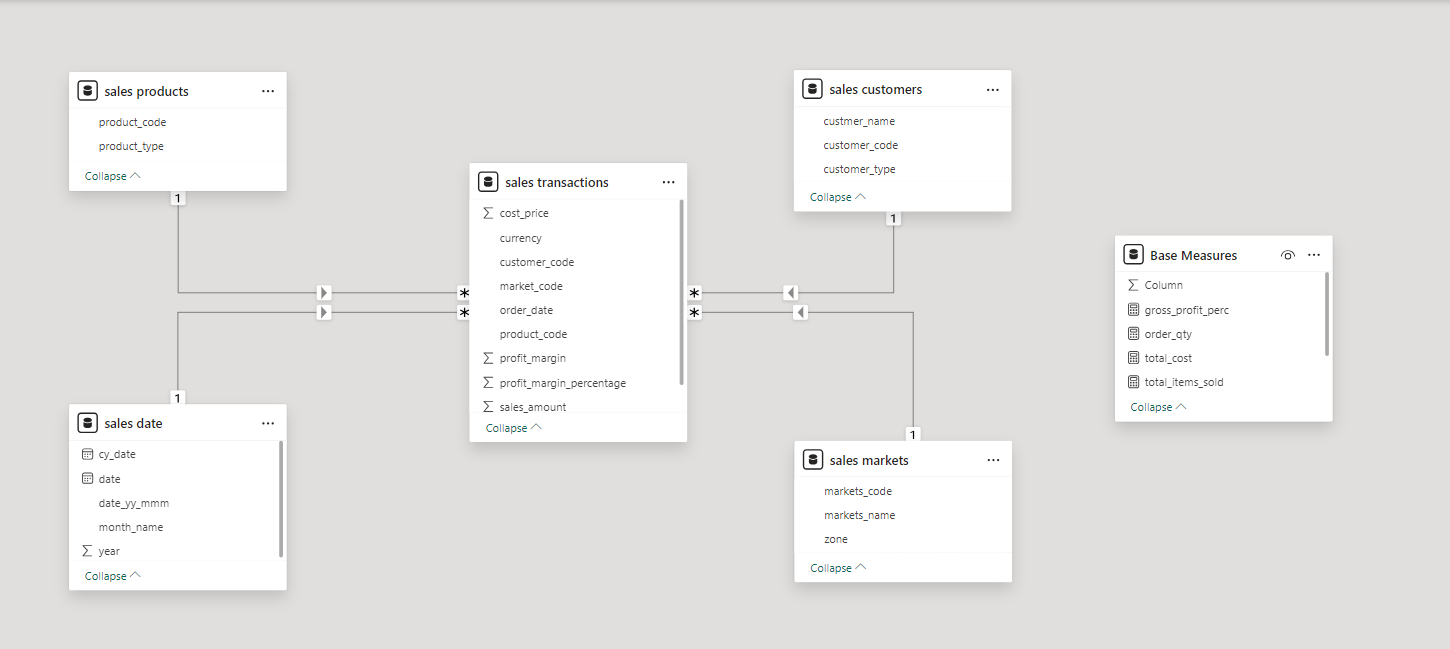 sales products
product_code
product_type
Collapse
1
sales date
cy_date
date
date_yy_mmm
month_name
year
Collapse
1
sales transactions
cost_price
currency
customer_code
market_code
order_date
product_code
profit_margin
profit_margin_percentage
sales_amount
Collapse
*
*
*
*
sales customers
custmer_name
customer_code
customer_type
Collapse
1
1
sales markets
markets_code
markets_name
zone
Collapse
Base Measures
Column
gross_profit_perc
order_qty
total_cost
total_items_sold
Collapse